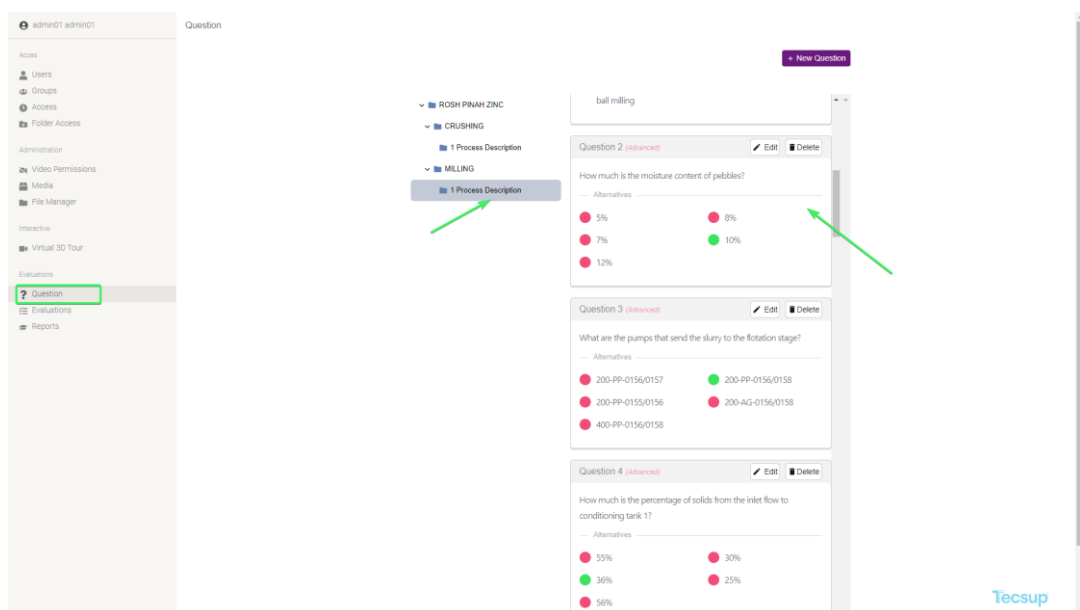 admin01 admin01
Question
Acces
Users
Groups
Access
Folder Access
Administration
Video Permissions
Media
File Manager
Interactive
Virtual 3D Tour
Evaluations
? Question
Evaluations
Reports
+ New Question
ROSH PINAH ZINC
CRUSHING
1 Process Description
MILLING
1 Process Description
ball milling
Question 2 (Advanced) Edit Delete
How much is the moisture content of pebbles?
Alternatives
5% 8%
7% 10%
12%
Question 3 (Advanced) Edit Delete
What are the pumps that send the slurry to the flotation stage?
Alternatives
200-PP-0156/0157 200-PP-0156/0158
200-PP-0155/0156 200-AG-0156/0158
400-PP-0156/0158
Question 4 (Advanced) Edit Delete
How much is the percentage of solids from the inlet flow to
conditioning tank 1?
Alternatives
55% 30%
36% 25%
56%
Tecsup